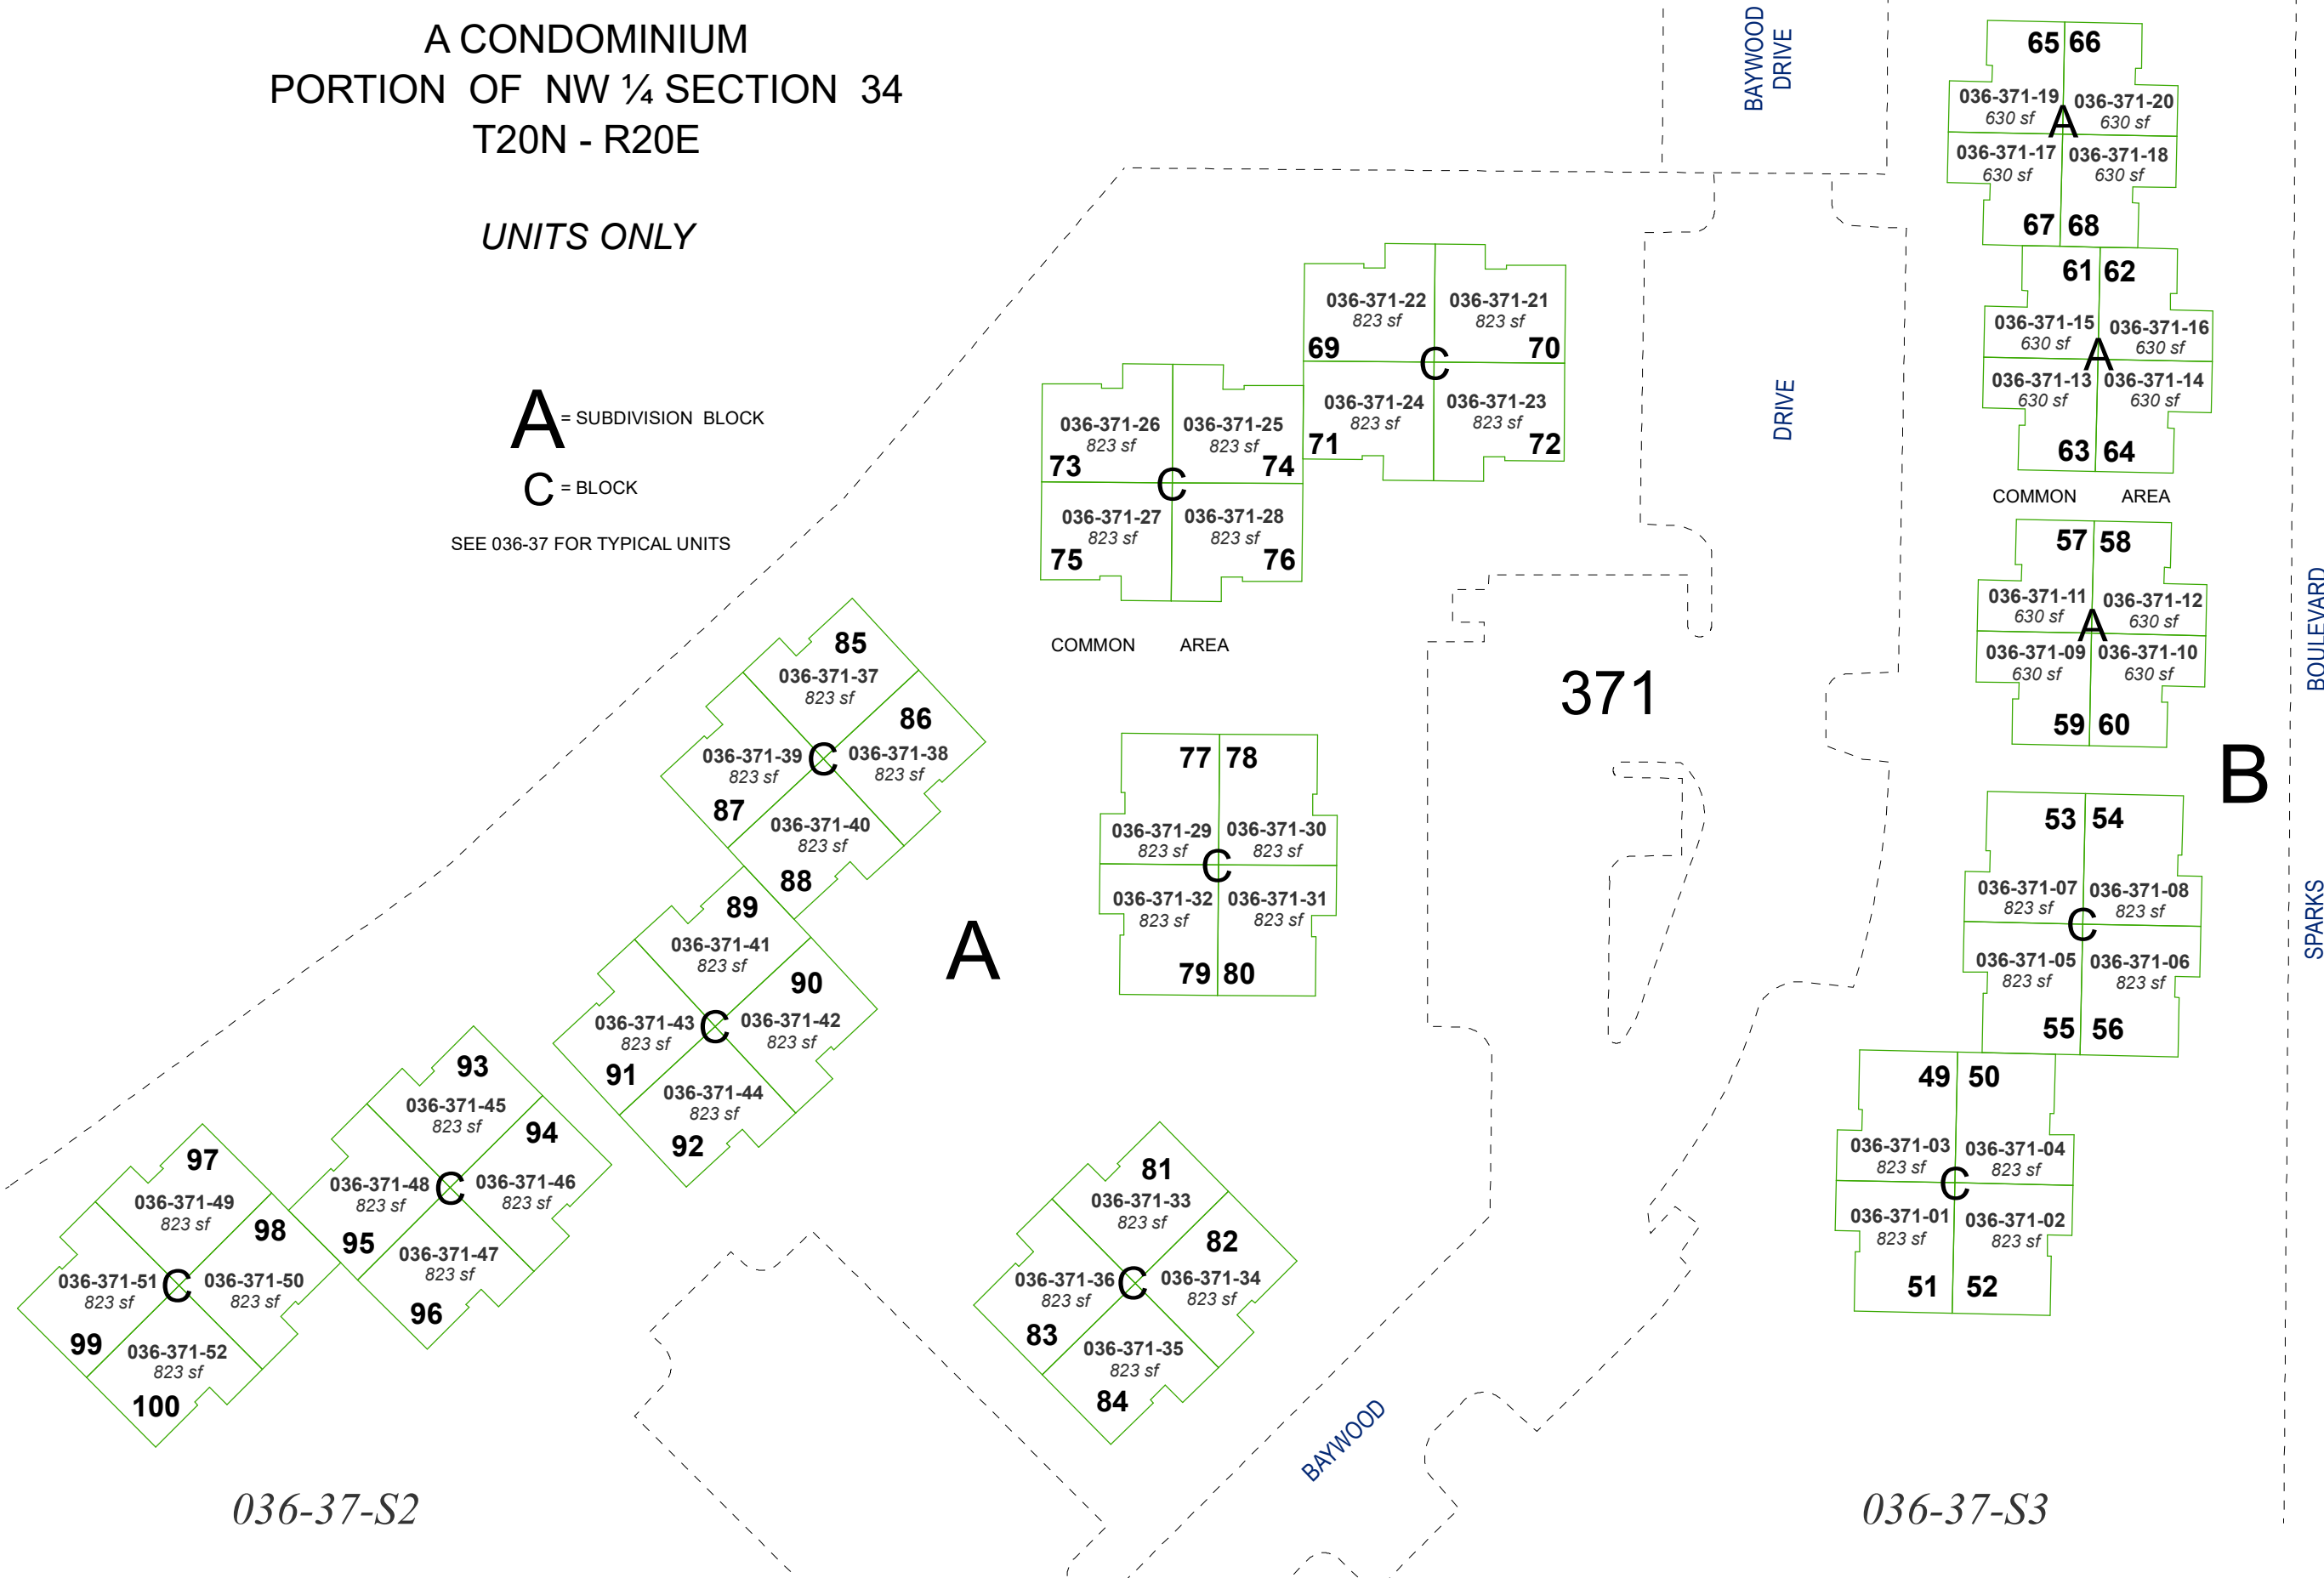 A CONDOMINIUM
PORTION OF NW ¼ SECTION 34
T20N - R20E
UNITS ONLY
A = SUBDIVISION BLOCK
C = BLOCK
SEE 036-37 FOR TYPICAL UNITS
BAYWOOD
DRIVE
65 66
036-371-19 036-371-20
630 sf 630 sf
A
036-371-17 036-371-18
630 sf 630 sf
67 68
61 62
036-371-15 036-371-16
630 sf 630 sf
A
036-371-13 036-371-14
630 sf 630 sf
63 64
COMMON AREA
57 58
036-371-11 036-371-12
630 sf 630 sf
A
036-371-09 036-371-10
630 sf 630 sf
59 60
B
BOULEVARD
SPARKS
53 54
036-371-07 036-371-08
823 sf 823 sf
C
036-371-05 036-371-06
823 sf 823 sf
55 56
49 50
036-371-03 036-371-04
823 sf 823 sf
C
036-371-01 036-371-02
823 sf 823 sf
51 52
036-371-22 036-371-21
823 sf 823 sf
69 70
C
036-371-24 036-371-23
823 sf 823 sf
71 72
DRIVE
036-371-26 036-371-25
823 sf 823 sf
73 74
C
036-371-27 036-371-28
823 sf 823 sf
75 76
COMMON AREA
371
77 78
036-371-29 036-371-30
823 sf 823 sf
C
036-371-32 036-371-31
823 sf 823 sf
79 80
A
85
036-371-37
823 sf
86
036-371-39 036-371-38
823 sf 823 sf
C
87
036-371-40
823 sf
88
89
036-371-41
823 sf
90
036-371-43 036-371-42
823 sf 823 sf
C
91
036-371-44
823 sf
92
93
036-371-45
823 sf
94
036-371-48 036-371-46
823 sf 823 sf
C
95
036-371-47
823 sf
96
97
036-371-49
823 sf
98
036-371-51 036-371-50
823 sf 823 sf
C
99
036-371-52
823 sf
100
81
036-371-33
823 sf
82
036-371-36 036-371-34
823 sf 823 sf
C
83
036-371-35
823 sf
84
BAYWOOD
036-37-S2
036-37-S3